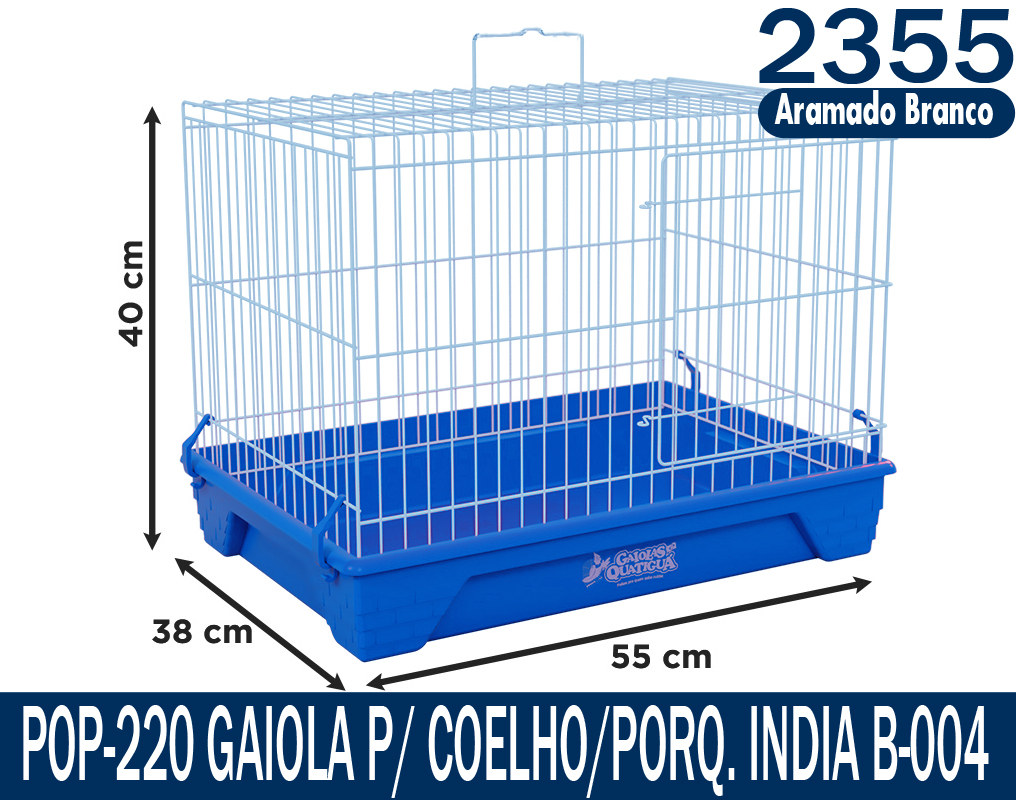 2355
Aramado Branco
40 cm
GAIOLAS
QUATIGUÁ
38 cm
55 cm
POP-220 GAIOLA P/ COELHO/PORQ. INDIA B-004